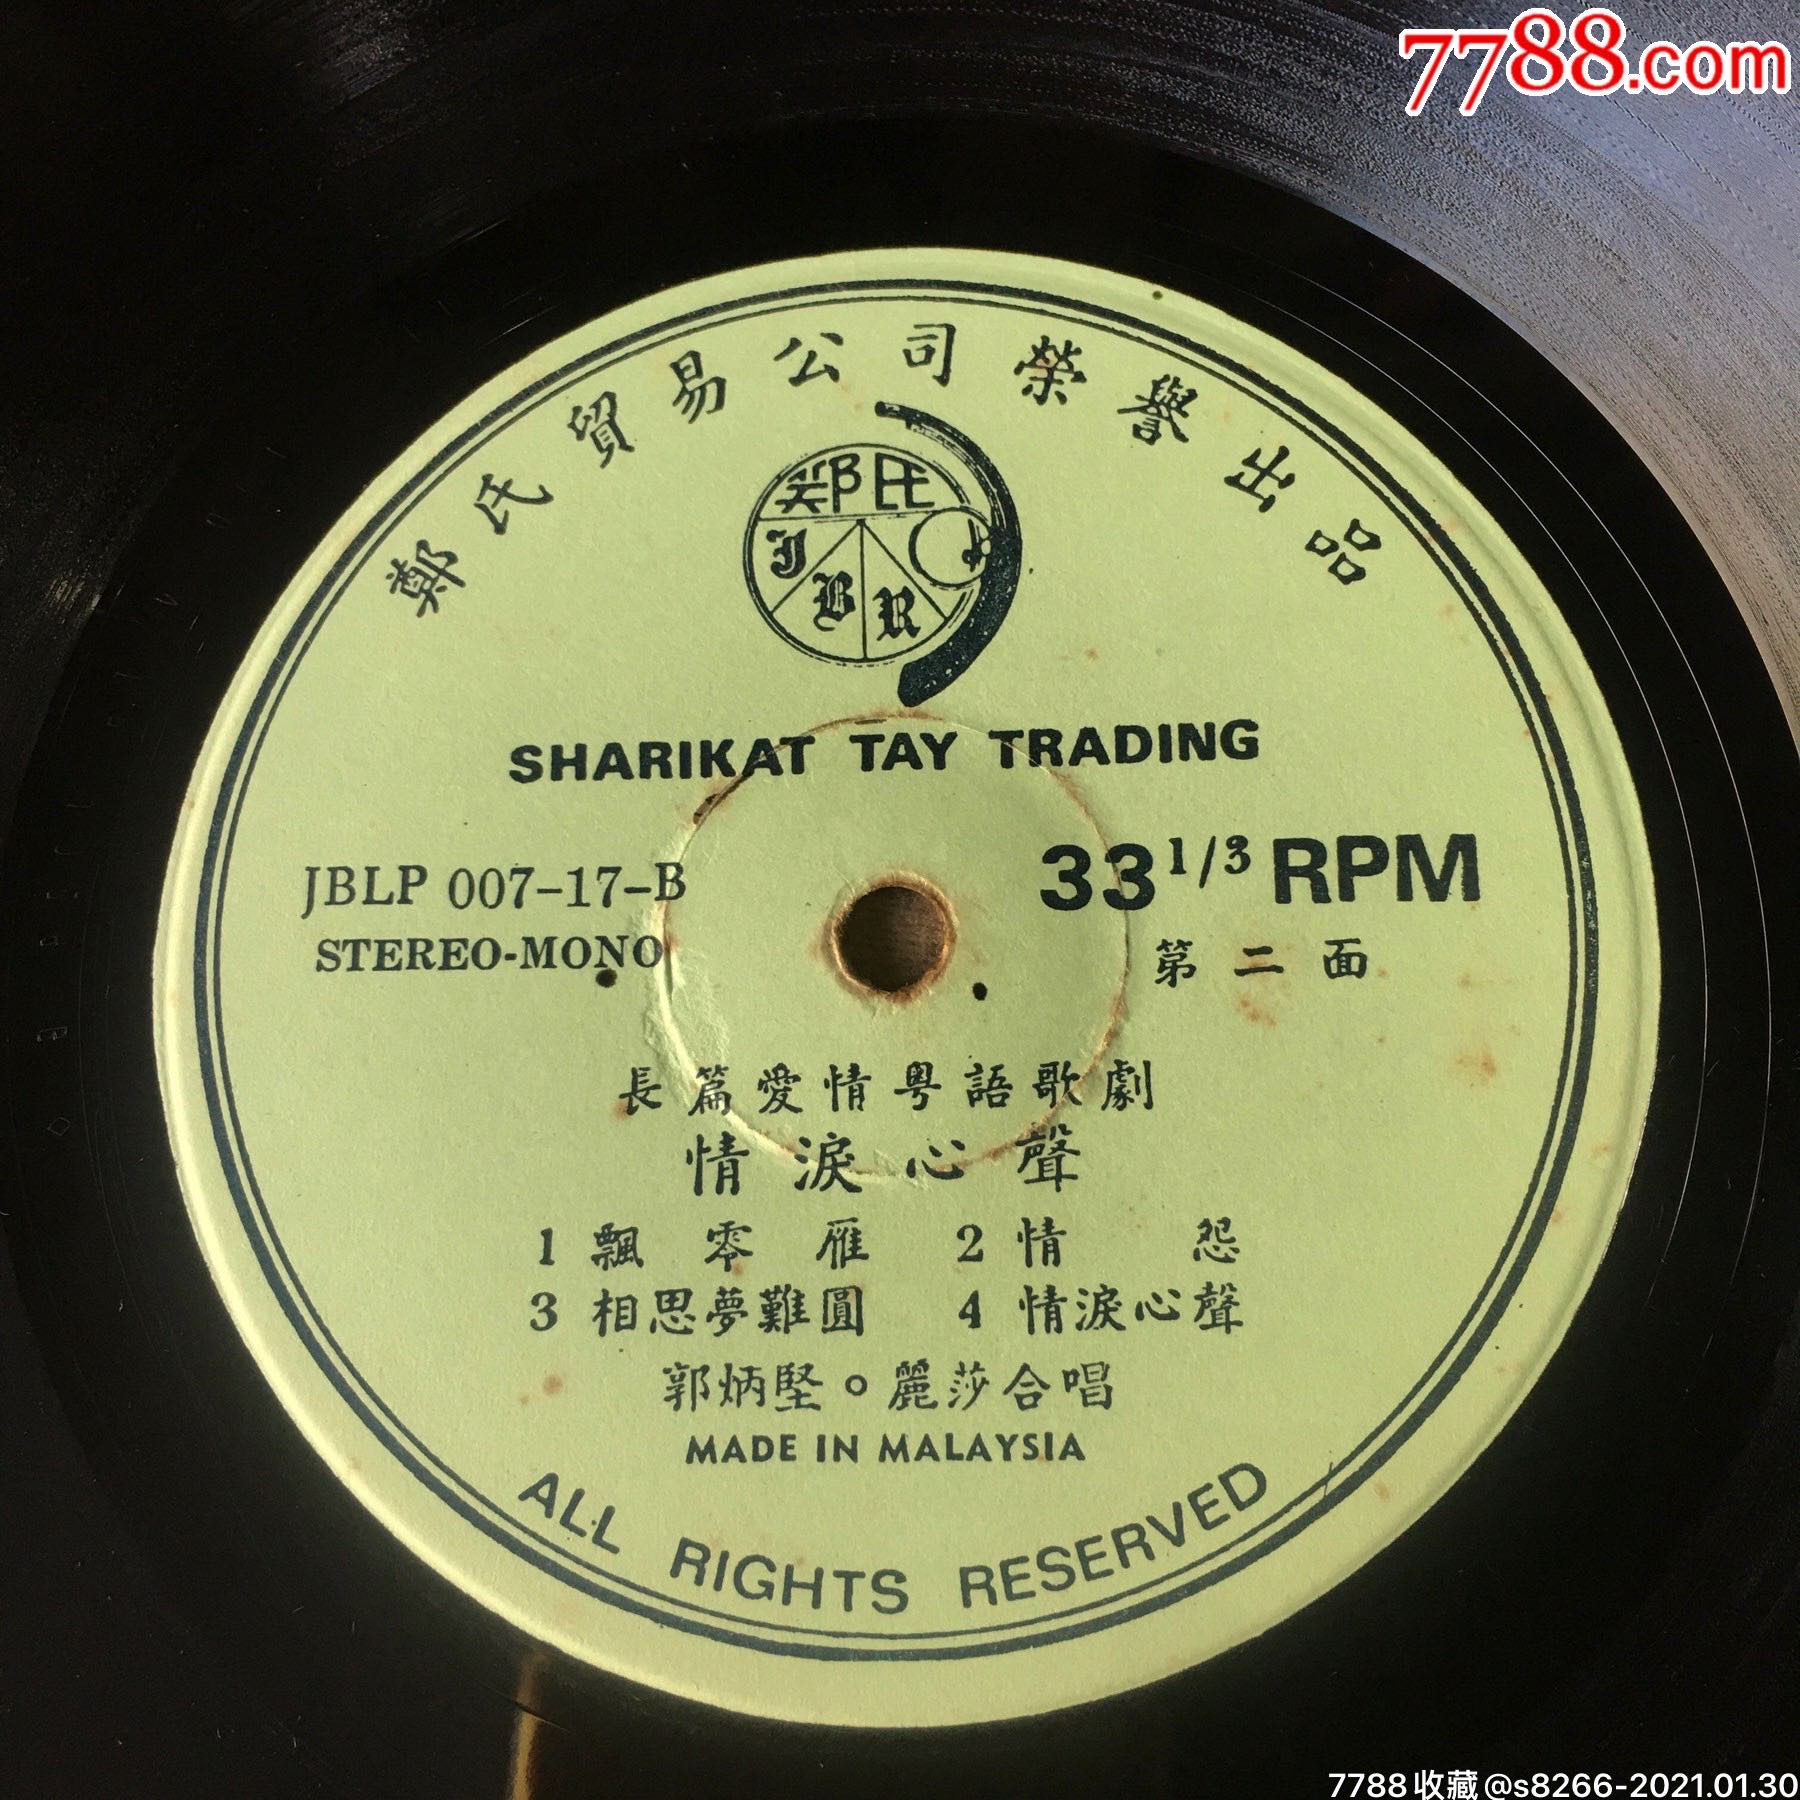 7788.com
鄭氏貿易公司榮譽出品
郑氏
J B R
SHARIKAT TAY TRADING
JBLP 007-17-B
33 1/3 RPM
STEREO-MONO
第二面
長篇愛情粤語歌劇
情淚心聲
1 飄零雁 2 情怨
3 相思夢難圓 4 情淚心聲
郭炳堅。麗莎合唱
MADE IN MALAYSIA
ALL RIGHTS RESERVED
7788收藏@s8266-2021.01.30